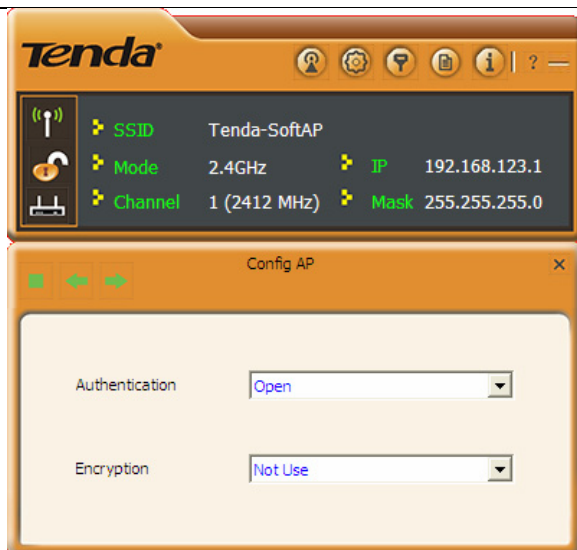 Tenda
?
SSID Tenda-SoftAP
Mode 2.4GHz IP 192.168.123.1
Channel 1 (2412 MHz) Mask 255.255.255.0
Config AP
Authentication Open
Encryption Not Use